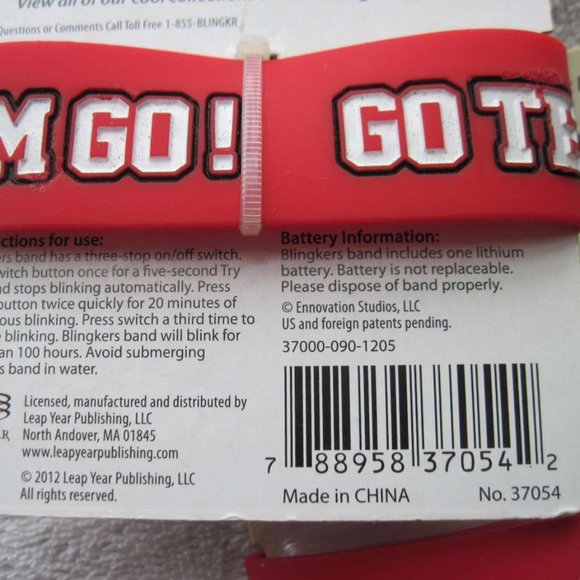 View all of our cool
Questions or Comments Call Toll Free 1-855-BLINGKR
M GO! GO TE
ctions for use:
rs band has a three-stop on/off switch.
witch button once for a five-second Try
nd stops blinking automatically. Press
button twice quickly for 20 minutes of
ous blinking. Press switch a third time to
e blinking. Blingkers band will blink for
an 100 hours. Avoid submerging
s band in water.
Battery Information:
Blingkers band includes one lithium
battery. Battery is not replaceable.
Please dispose of band properly.
© Ennovation Studios, LLC
US and foreign patents pending.
37000-090-1205
Licensed, manufactured and distributed by
Leap Year Publishing, LLC
North Andover, MA 01845
www.leapyearpublishing.com
© 2012 Leap Year Publishing, LLC
All rights reserved.
7 88958 37054 2
Made in CHINA No. 37054